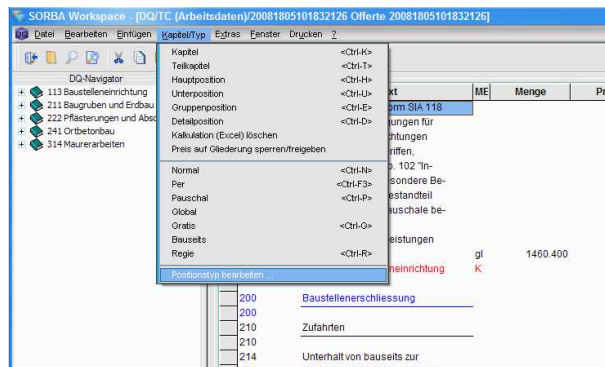 SORBA Workspace - [DQ/TC (Arbeitsdaten)/20081805101832126 Offerte 20081805101832126]
DQ Datei Bearbeiten Einfügen Kapitel/Typ Extras Fenster Drucken ?
DQ-Navigator
113 Baustelleneinrichtung
211 Baugruben und Erdbau
222 Pflästerungen und Absc
241 Ortbetonbau
314 Maurerarbeiten
Kapitel <Ctrl-K>
Teilkapitel <Ctrl-T>
Hauptposition <Ctrl-H>
Unterposition <Ctrl-U>
Gruppenposition <Ctrl-E>
Detailposition <Ctrl-D>
Kalkulation (Excel) löschen
Preis auf Gliederung sperren/freigeben
Normal <Ctrl-N>
Per <Ctrl-F3>
Pauschal <Ctrl-P>
Global
Gratis <Ctrl-G>
Bauseits
Regie <Ctrl-R>
Positionstyp bearbeiten ...
xt ME Menge Pr
orm SIA 118
ungen für
chtungen
riffen,
o. 102 "In-
sondere Be-
estandteil
auschale be-
eistungen
gl 1460.400
neinrichtung K
200 Baustellenerschliessung
200
210 Zufahrten
210
214 Unterhalt von bauseits zur